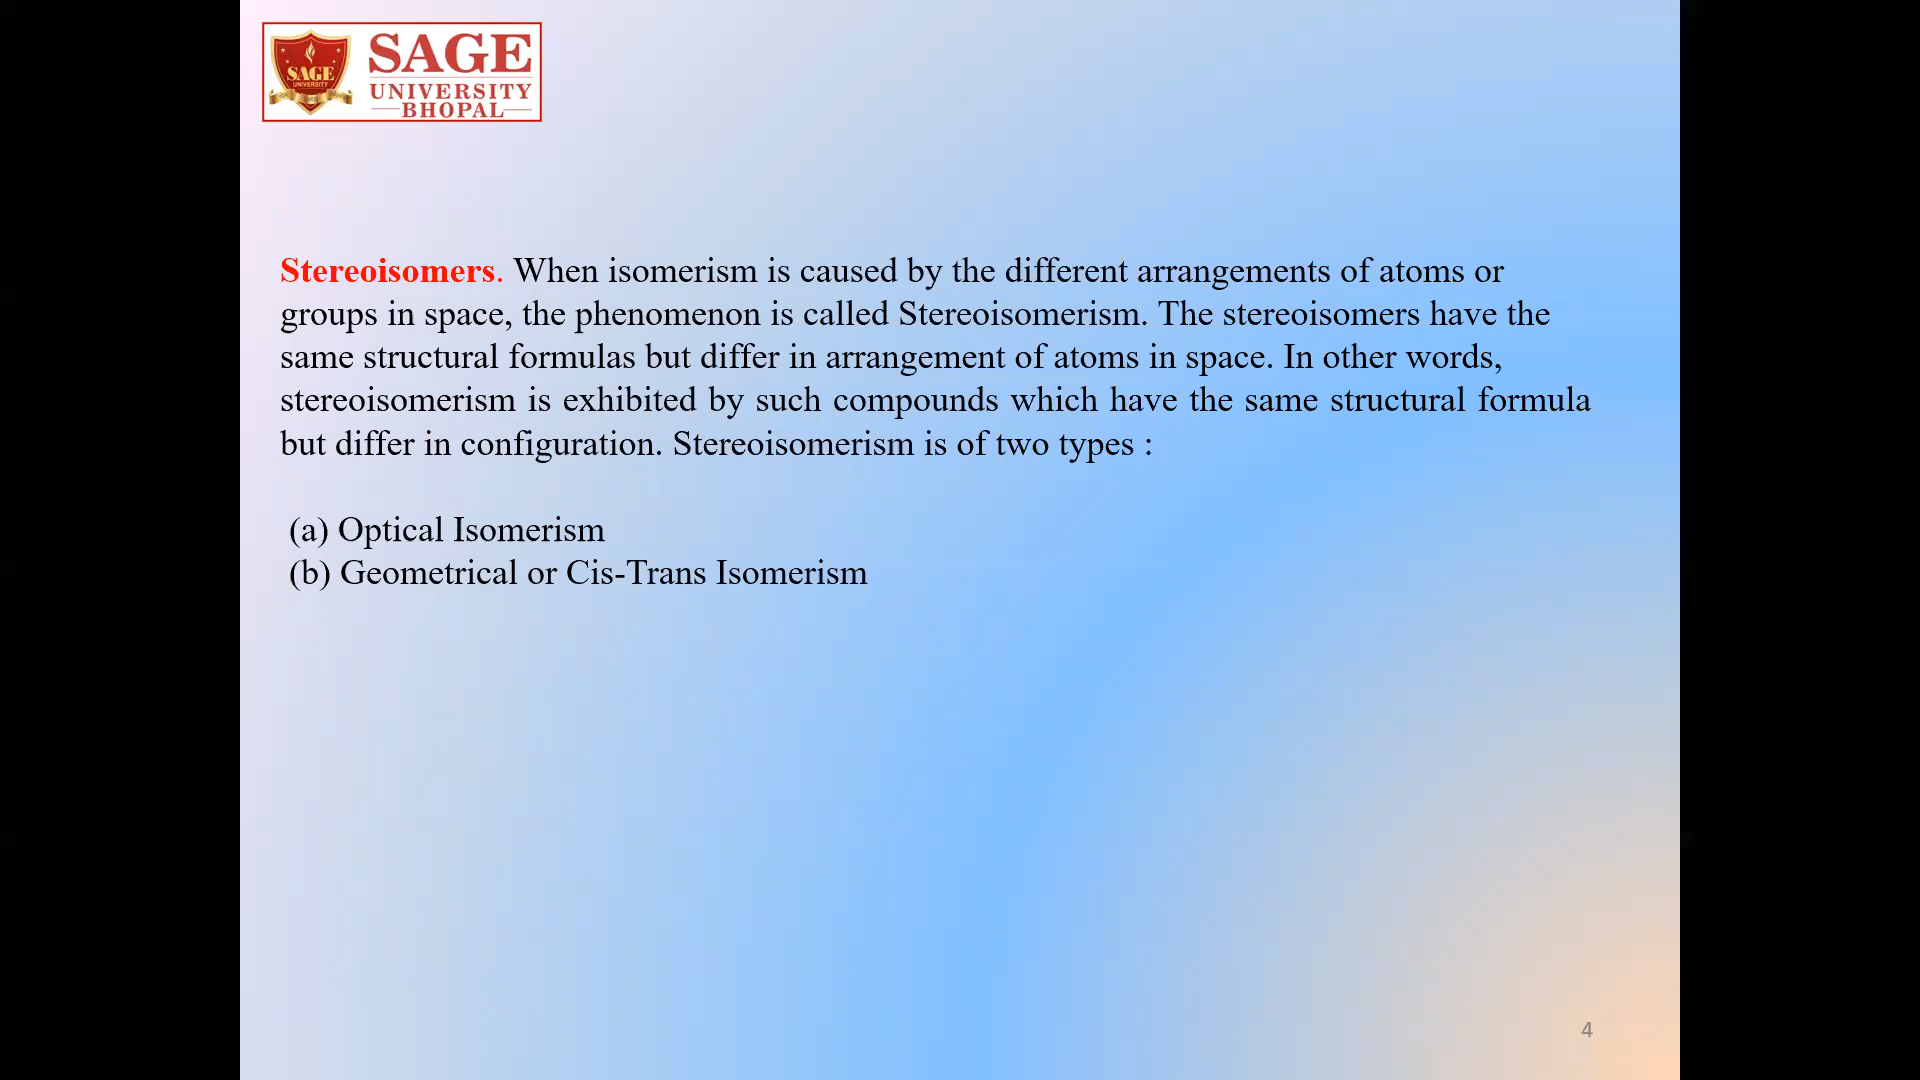 SAGE
UNIVERSITY
SAGE
UNIVERSITY
BHOPAL
Stereoisomers. When isomerism is caused by the different arrangements of atoms or
groups in space, the phenomenon is called Stereoisomerism. The stereoisomers have the
same structural formulas but differ in arrangement of atoms in space. In other words,
stereoisomerism is exhibited by such compounds which have the same structural formula
but differ in configuration. Stereoisomerism is of two types :
(a) Optical Isomerism
(b) Geometrical or Cis-Trans Isomerism
4